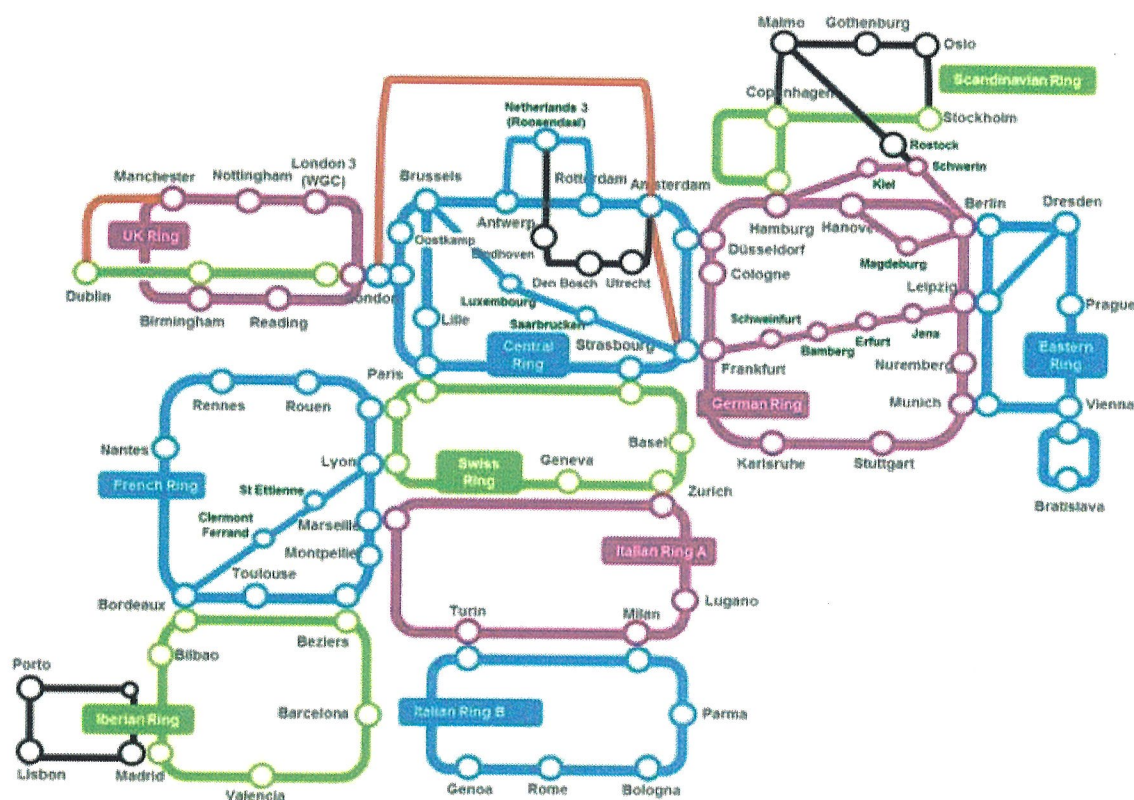 Malmo Gothenburg
Oslo
Scandinavian Ring
Copenhagen
Stockholm
Netherlands 3
(Roosendaal)
Rostock
Schwerin
Kiel
London 3
(WGC)
Manchester Nottingham
Brussels Rotterdam Amsterdam
Antwerp
Hamburg Hanover Berlin Dresden
UK Ring
Oostkamp
Eindhoven
Düsseldorf
Magdeburg
Dublin
London
Den Bosch Utrecht
Cologne
Leipzig
Luxembourg
Birmingham Reading
Lille
Saarbrucken
Schweinfurt
Prague
Central
Ring
Strasbourg
Bamberg Erfurt Jena
Eastern
Ring
Paris
Frankfurt
Nuremberg
Rennes Rouen
German Ring
Munich
Vienna
Nantes
Basel
Karlsruhe Stuttgart
Lyon
Swiss
Ring
Geneva
French Ring
St Ettienne
Zurich
Bratislava
Clermont
Ferrand
Marseille
Montpellie
Italian Ring A
Toulouse
Bordeaux
Lugano
Turin Milan
Beziers
Bilbao
Porto
Iberian Ring
Barcelona
Italian Ring B
Parma
Lisbon Madrid
Valencia
Genoa Rome Bologna